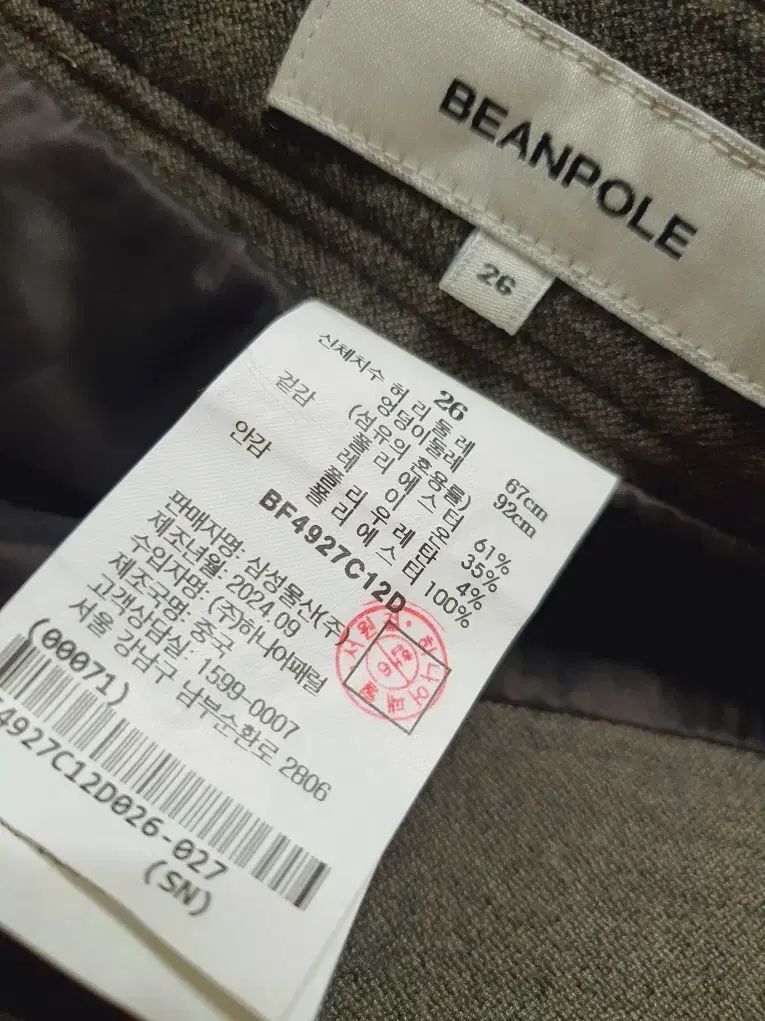 BEANPOLE
26
26
신체치수 허리둘레 67cm
엉덩이둘레 92cm
(섬유의 혼용률)
겉감 폴리에스터 61%
레이온 35%
폴리우레탄 4%
안감 폴리에스터 100%
BF4927C12D
판매자명: 삼성물산(주)
제조년월: 2024.09
수입자명: (주)하나어패럴
제조국명: 중국
고객상담실: 1599-0007
서울 강남구 남부순환로 2806
(00071)
4927C12D026-027
(SN)